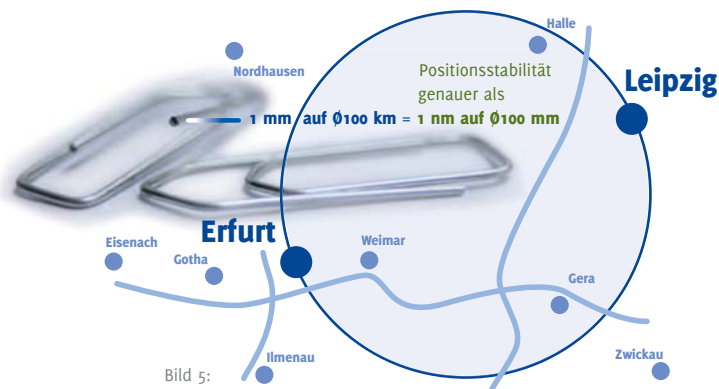 Halle
Nordhausen
Positionsstabilität
genauer als
Leipzig
1 mm auf Ø100 km = 1 nm auf Ø100 mm
Erfurt
Eisenach
Weimar
Gotha
Gera
Ilmenau
Zwickau
Bild 5: